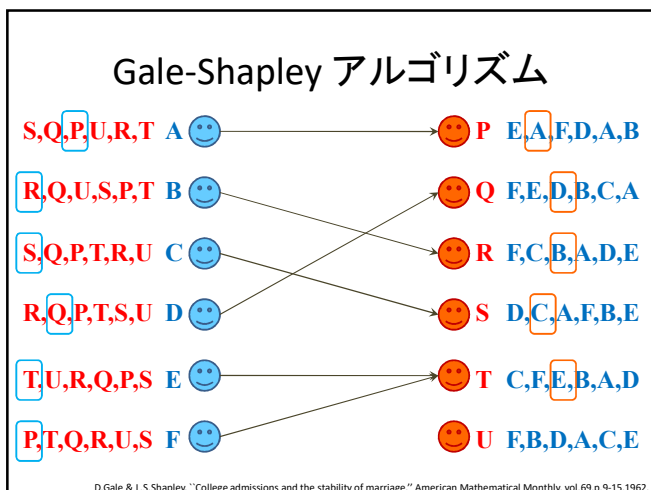 Gale-Shapley アルゴリズム
S,Q,P,U,R,T A P E,A,F,D,A,B
R,Q,U,S,P,T B Q F,E,D,B,C,A
S,Q,P,T,R,U C R F,C,B,A,D,E
R,Q,P,T,S,U D S D,C,A,F,B,E
T,U,R,Q,P,S E T C,F,E,B,A,D
P,T,Q,R,U,S F U F,B,D,A,C,E
D.Gale & L.S.Shapley, ``College admissions and the stability of marriage,'' American Mathematical Monthly, vol.69,p.9-15,1962.